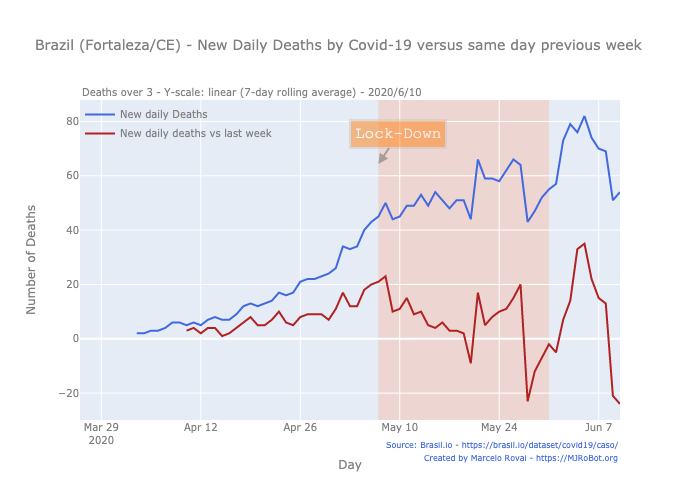 Brazil (Fortaleza/CE) - New Daily Deaths by Covid-19 versus same day previous week
Deaths over 3 - Y-scale: linear (7-day rolling average) - 2020/6/10
New daily Deaths
New daily deaths vs last week
Lock-Down
Number of Deaths
80
60
40
20
0
−20
Mar 29
2020
Apr 12
Apr 26
May 10
May 24
Jun 7
Day
Source: Brasil.io - https://brasil.io/dataset/covid19/caso/
Created by Marcelo Rovai - https://MJRoBot.org